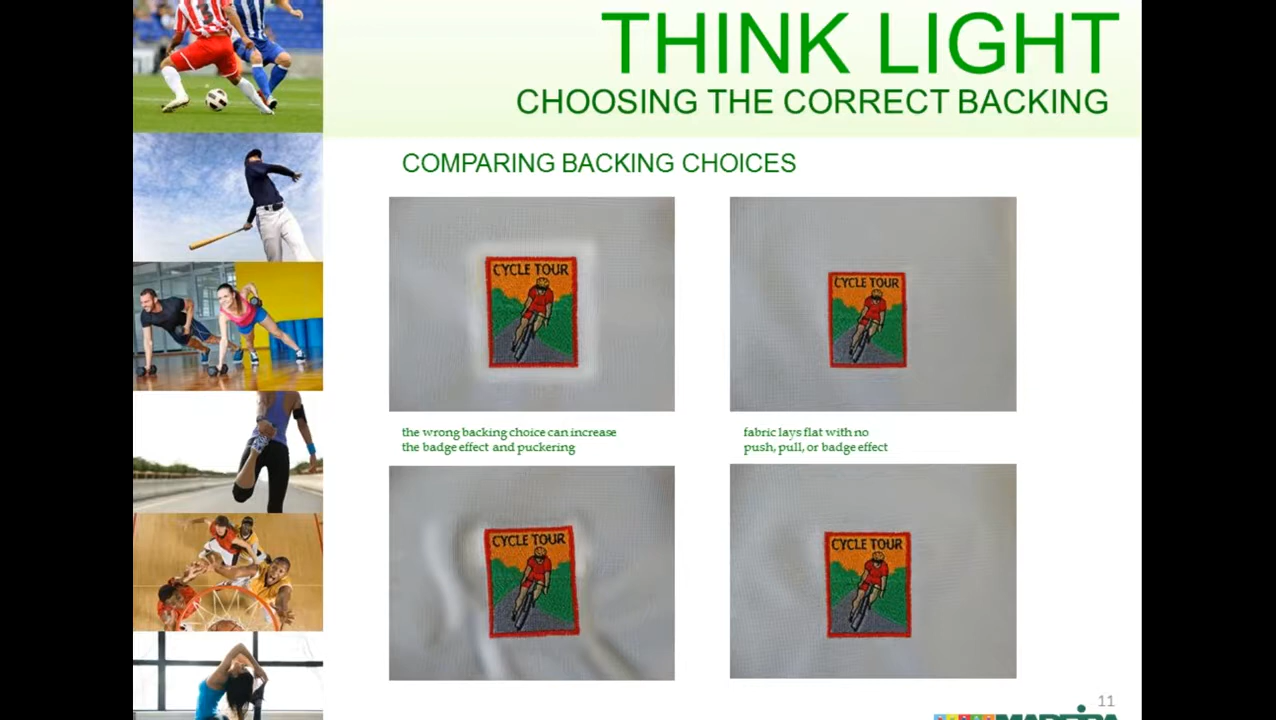 THINK LIGHT
CHOOSING THE CORRECT BACKING
COMPARING BACKING CHOICES
CYCLE TOUR
CYCLE TOUR
the wrong backing choice can increase
the badge effect and puckering
fabric lays flat with no
push, pull, or badge effect
CYCLE TOUR
CYCLE TOUR
11
MADEIRA